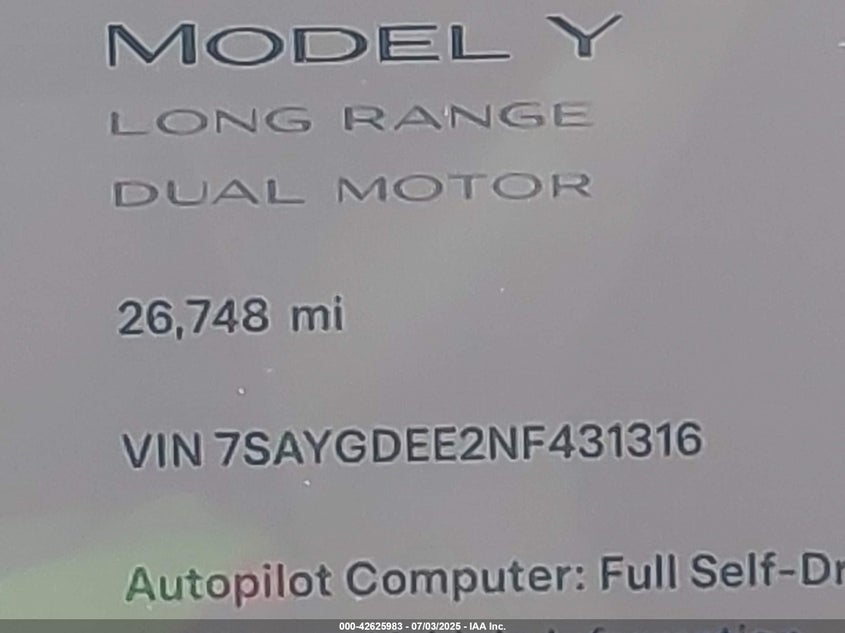 MODEL Y
LONG RANGE
DUAL MOTOR
26,748 mi
VIN 7SAYGDEE2NF431316
Autopilot Computer: Full Self-Dr
000-42625983 - 07/03/2025 - IAA Inc.